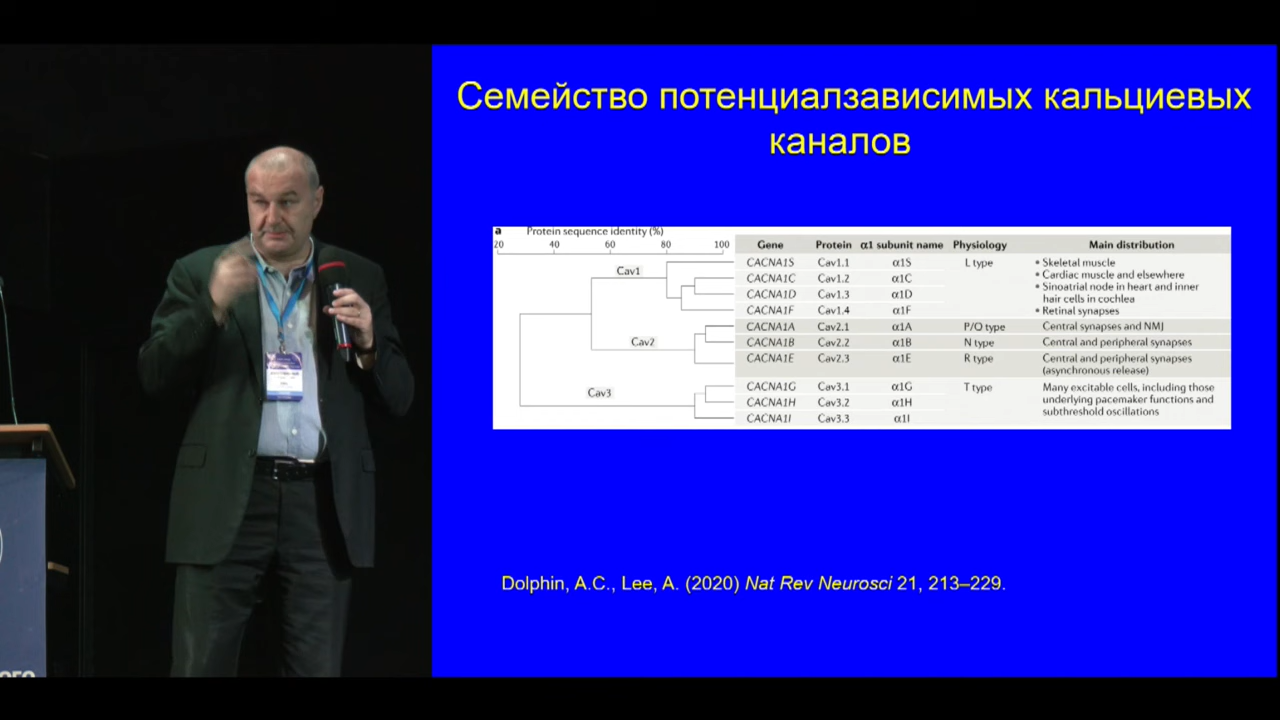 Семейство потенциалзависимых кальциевых
каналов
a Protein sequence identity (%)
20 40 60 80 100
Gene Protein α1 subunit name Physiology Main distribution
Cav1
Cav2
Cav3
CACNA1S Cav1.1 α1S L type • Skeletal muscle
CACNA1C Cav1.2 α1C • Cardiac muscle and elsewhere
CACNA1D Cav1.3 α1D • Sinoatrial node in heart and inner
hair cells in cochlea
CACNA1F Cav1.4 α1F • Retinal synapses
CACNA1A Cav2.1 α1A P/Q type Central synapses and NMJ
CACNA1B Cav2.2 α1B N type Central and peripheral synapses
CACNA1E Cav2.3 α1E R type Central and peripheral synapses
(asynchronous release)
CACNA1G Cav3.1 α1G T type Many excitable cells, including those
CACNA1H Cav3.2 α1H underlying pacemaker functions and
CACNA1I Cav3.3 α1I subthreshold oscillations
Dolphin, A.C., Lee, A. (2020) Nat Rev Neurosci 21, 213–229.